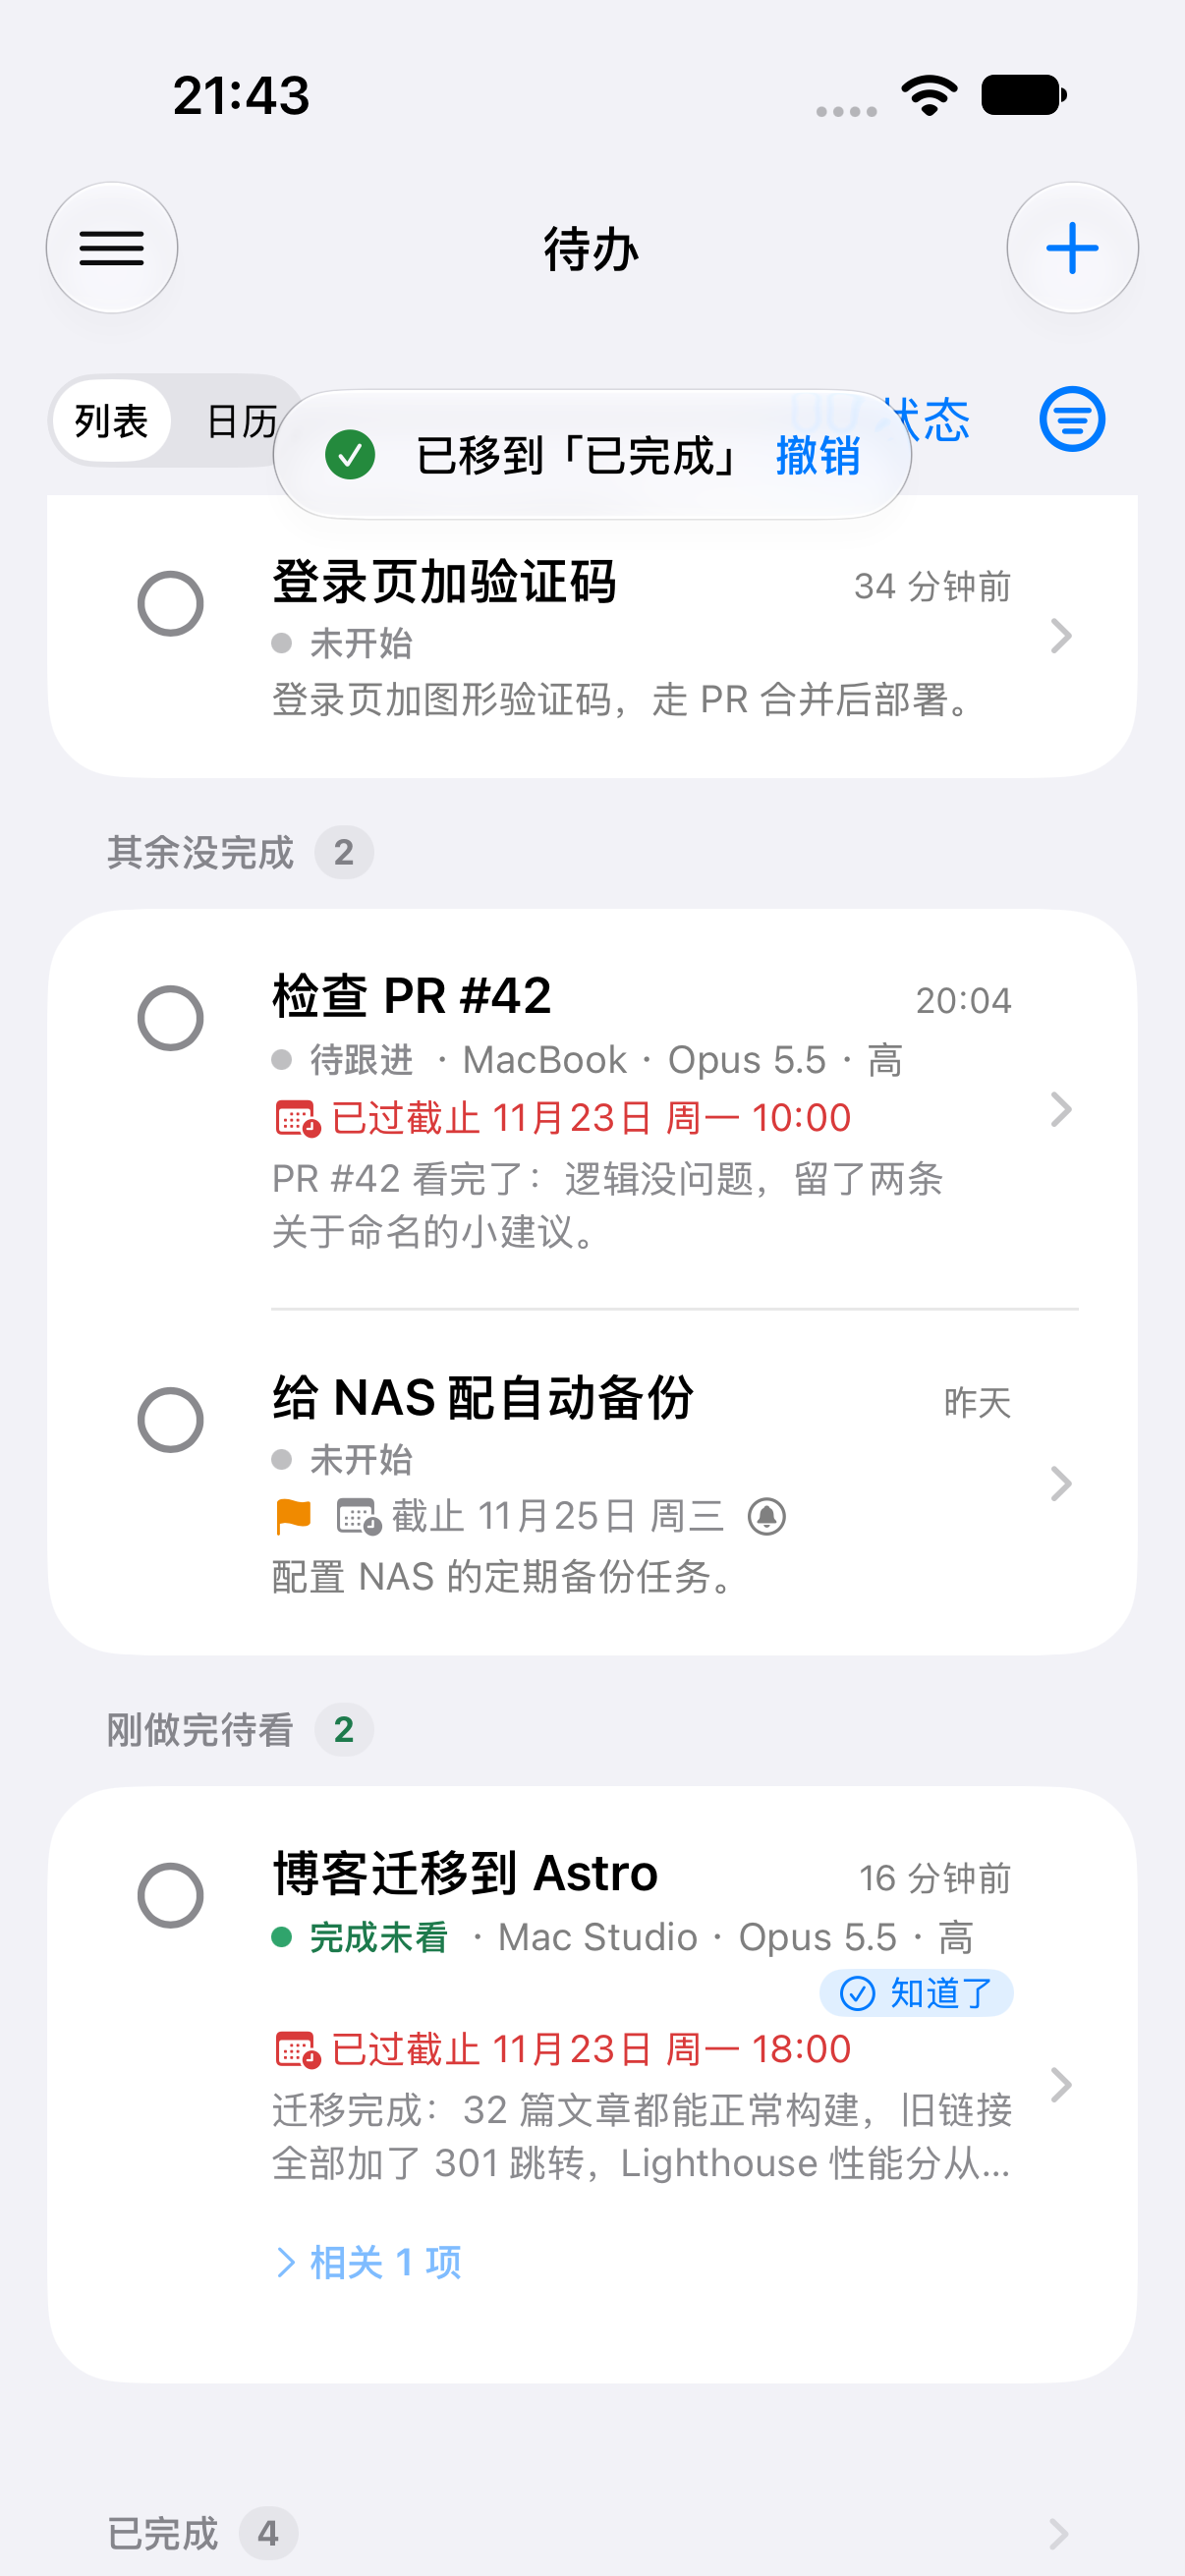 21:43
待办
列表
日历
状态
已移到「已完成」 撤销
登录页加验证码
34 分钟前
未开始
登录页加图形验证码，走 PR 合并后部署。
其余没完成 2
检查 PR #42
20:04
待跟进 · MacBook · Opus 5.5 · 高
已过截止 11月23日 周一 10:00
PR #42 看完了：逻辑没问题，留了两条
关于命名的小建议。
给 NAS 配自动备份
昨天
未开始
截止 11月25日 周三
配置 NAS 的定期备份任务。
刚做完待看 2
博客迁移到 Astro
16 分钟前
完成未看 · Mac Studio · Opus 5.5 · 高
知道了
已过截止 11月23日 周一 18:00
迁移完成：32 篇文章都能正常构建，旧链接
全部加了 301 跳转，Lighthouse 性能分从...
相关 1 项
已完成 4